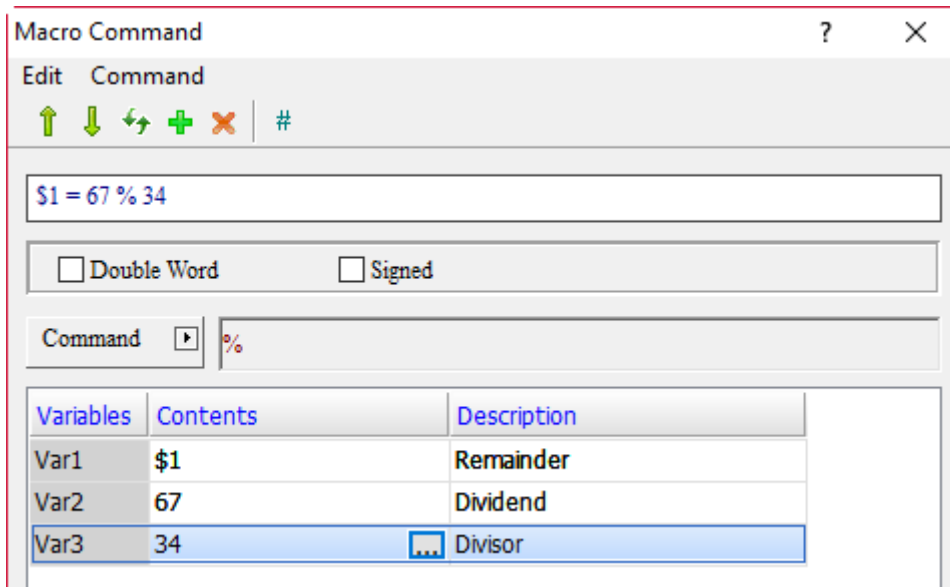 Macro Command ?
Edit Command
#
$1 = 67 % 34
Double Word Signed
Command %
Variables Contents Description
Var1 $1 Remainder
Var2 67 Dividend
Var3 34 ... Divisor